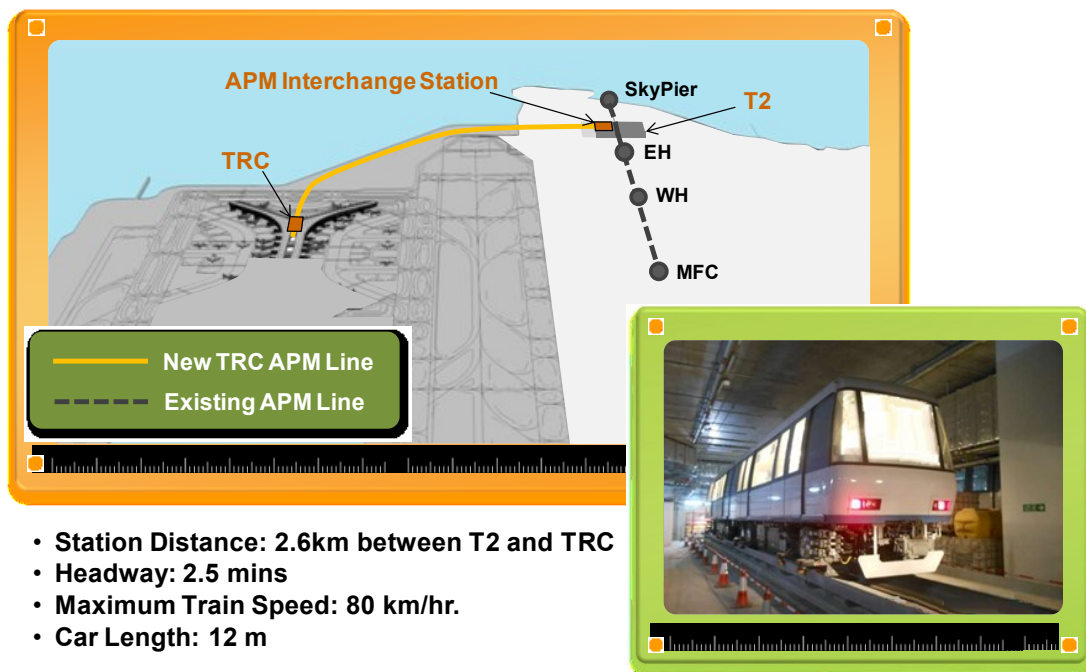 APM Interchange Station
SkyPier
T2
TRC
EH
WH
MFC
New TRC APM Line
Existing APM Line
• Station Distance: 2.6km between T2 and TRC
• Headway: 2.5 mins
• Maximum Train Speed: 80 km/hr.
• Car Length: 12 m